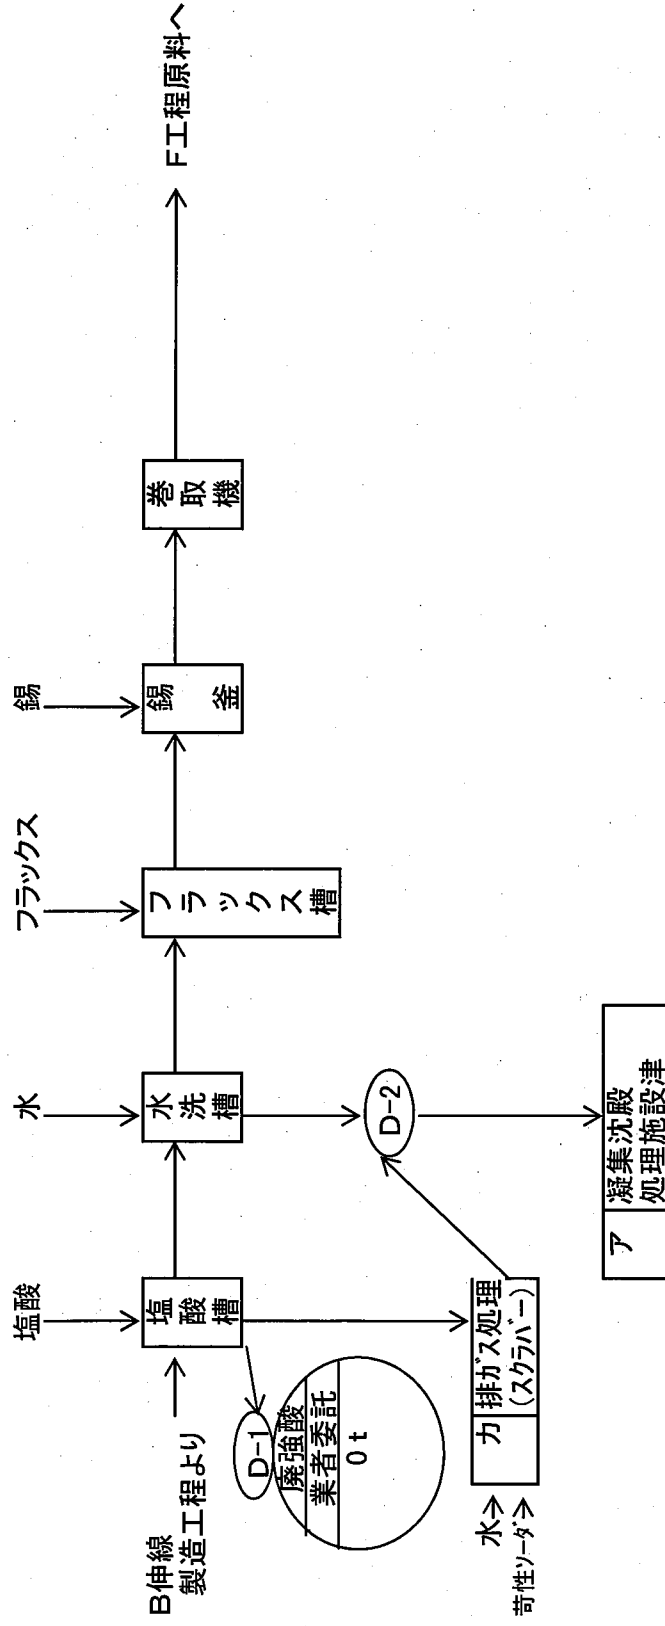 B伸線
製造工程より
塩酸
塩酸槽
水
水洗槽
フラックス
フラックス槽
錫
錫 釜
巻取機
F工程原料へ
D-1
廃強酸
業者委託
0 t
D-2
水
苛性ソーダ
カ
排ガス処理
(スクラバー)
ア
凝集沈殿
処理施設津